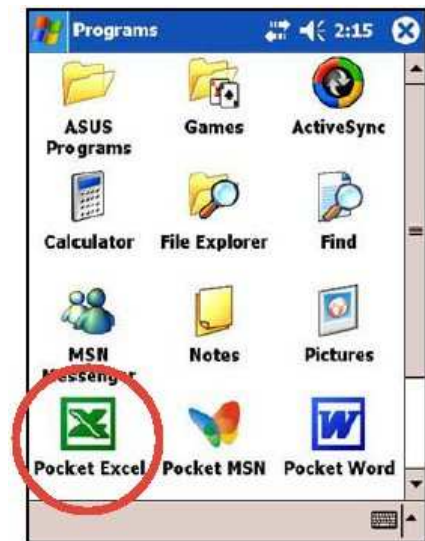 Programs 2:15
ASUS Games ActiveSync
Programs
Calculator File Explorer Find
MSN Notes Pictures
Messenger
Pocket Excel Pocket MSN Pocket Word